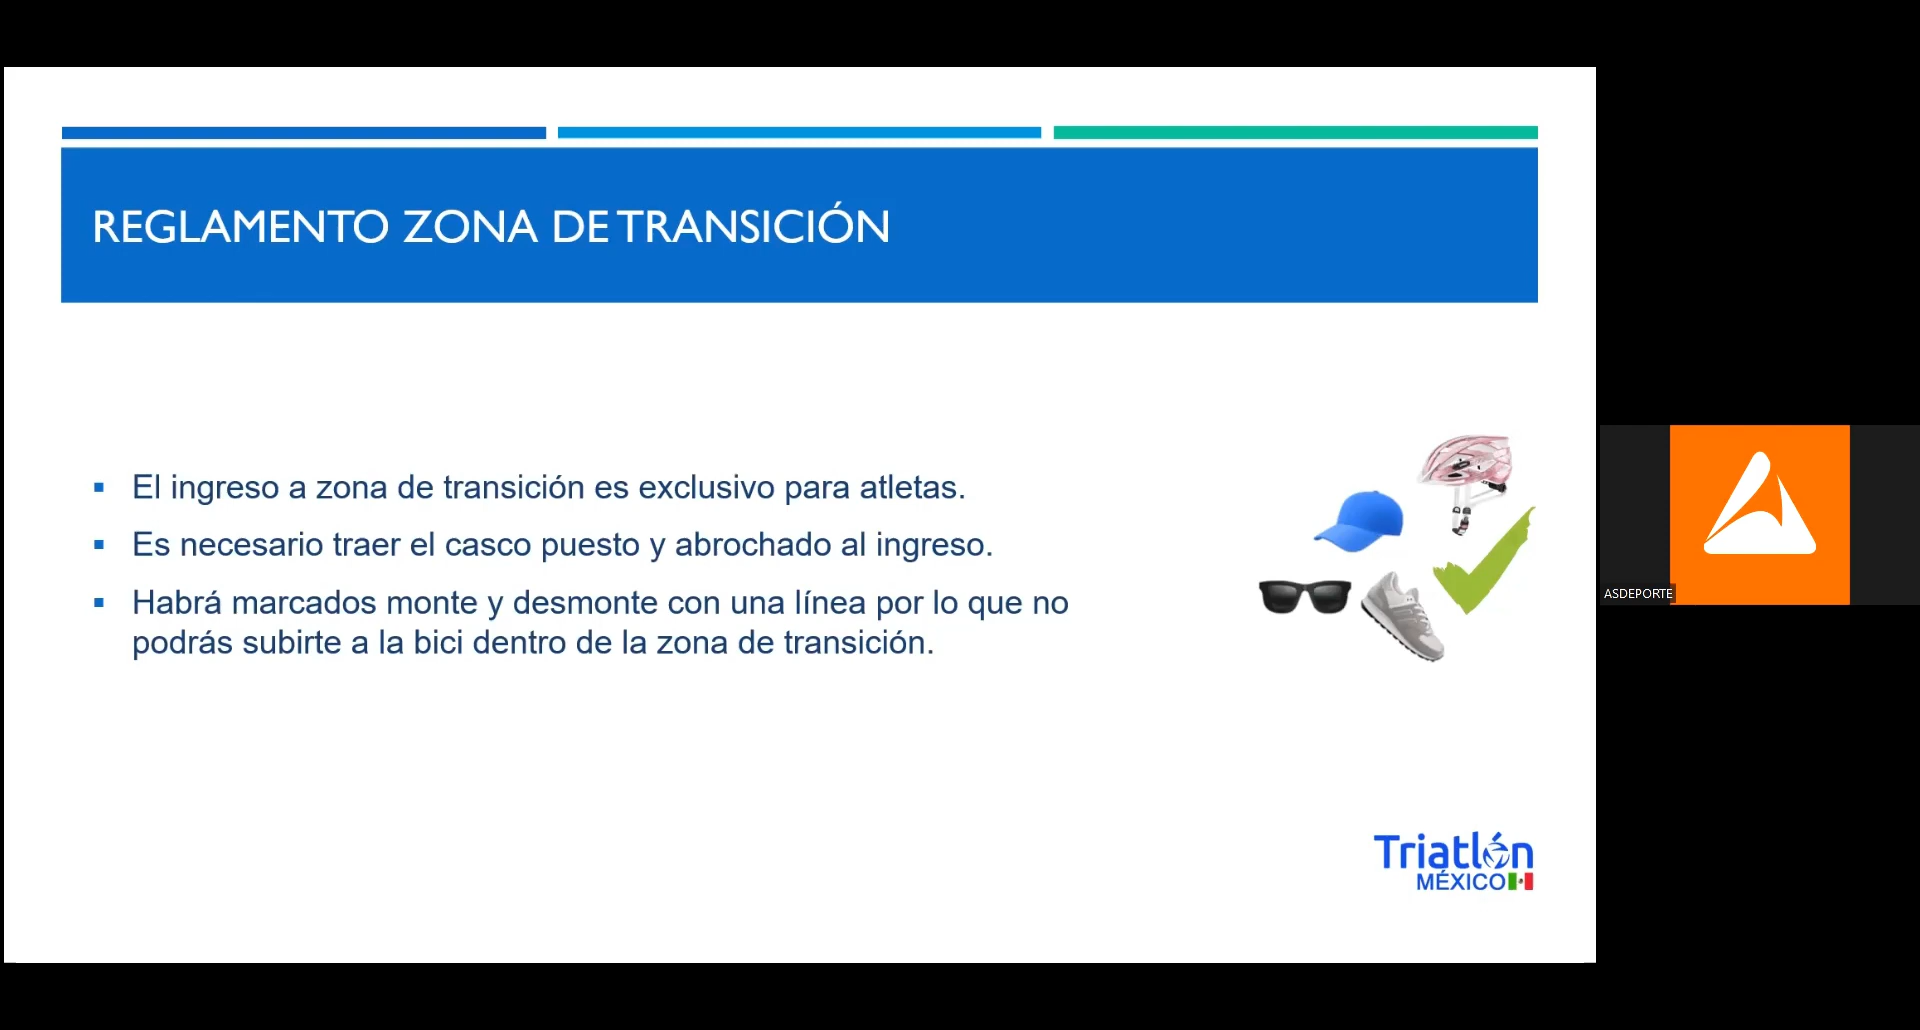 REGLAMENTO ZONA DE TRANSICIÓN
El ingreso a zona de transición es exclusivo para atletas.
Es necesario traer el casco puesto y abrochado al ingreso.
Habrá marcados monte y desmonte con una línea por lo que no
podrás subirte a la bici dentro de la zona de transición.
ASDEPORTE
Triatlón
MÉXICO